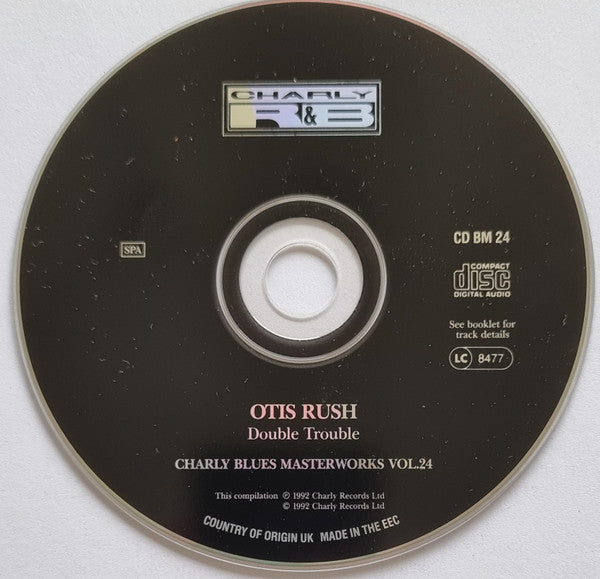 CHARLY
R&B
SPA
CD BM 24
COMPACT
disc
DIGITAL AUDIO
See booklet for
track details
LC 8477
OTIS RUSH
Double Trouble
CHARLY BLUES MASTERWORKS VOL.24
This compilation ℗ 1992 Charly Records Ltd
© 1992 Charly Records Ltd
COUNTRY OF ORIGIN UK MADE IN THE EEC